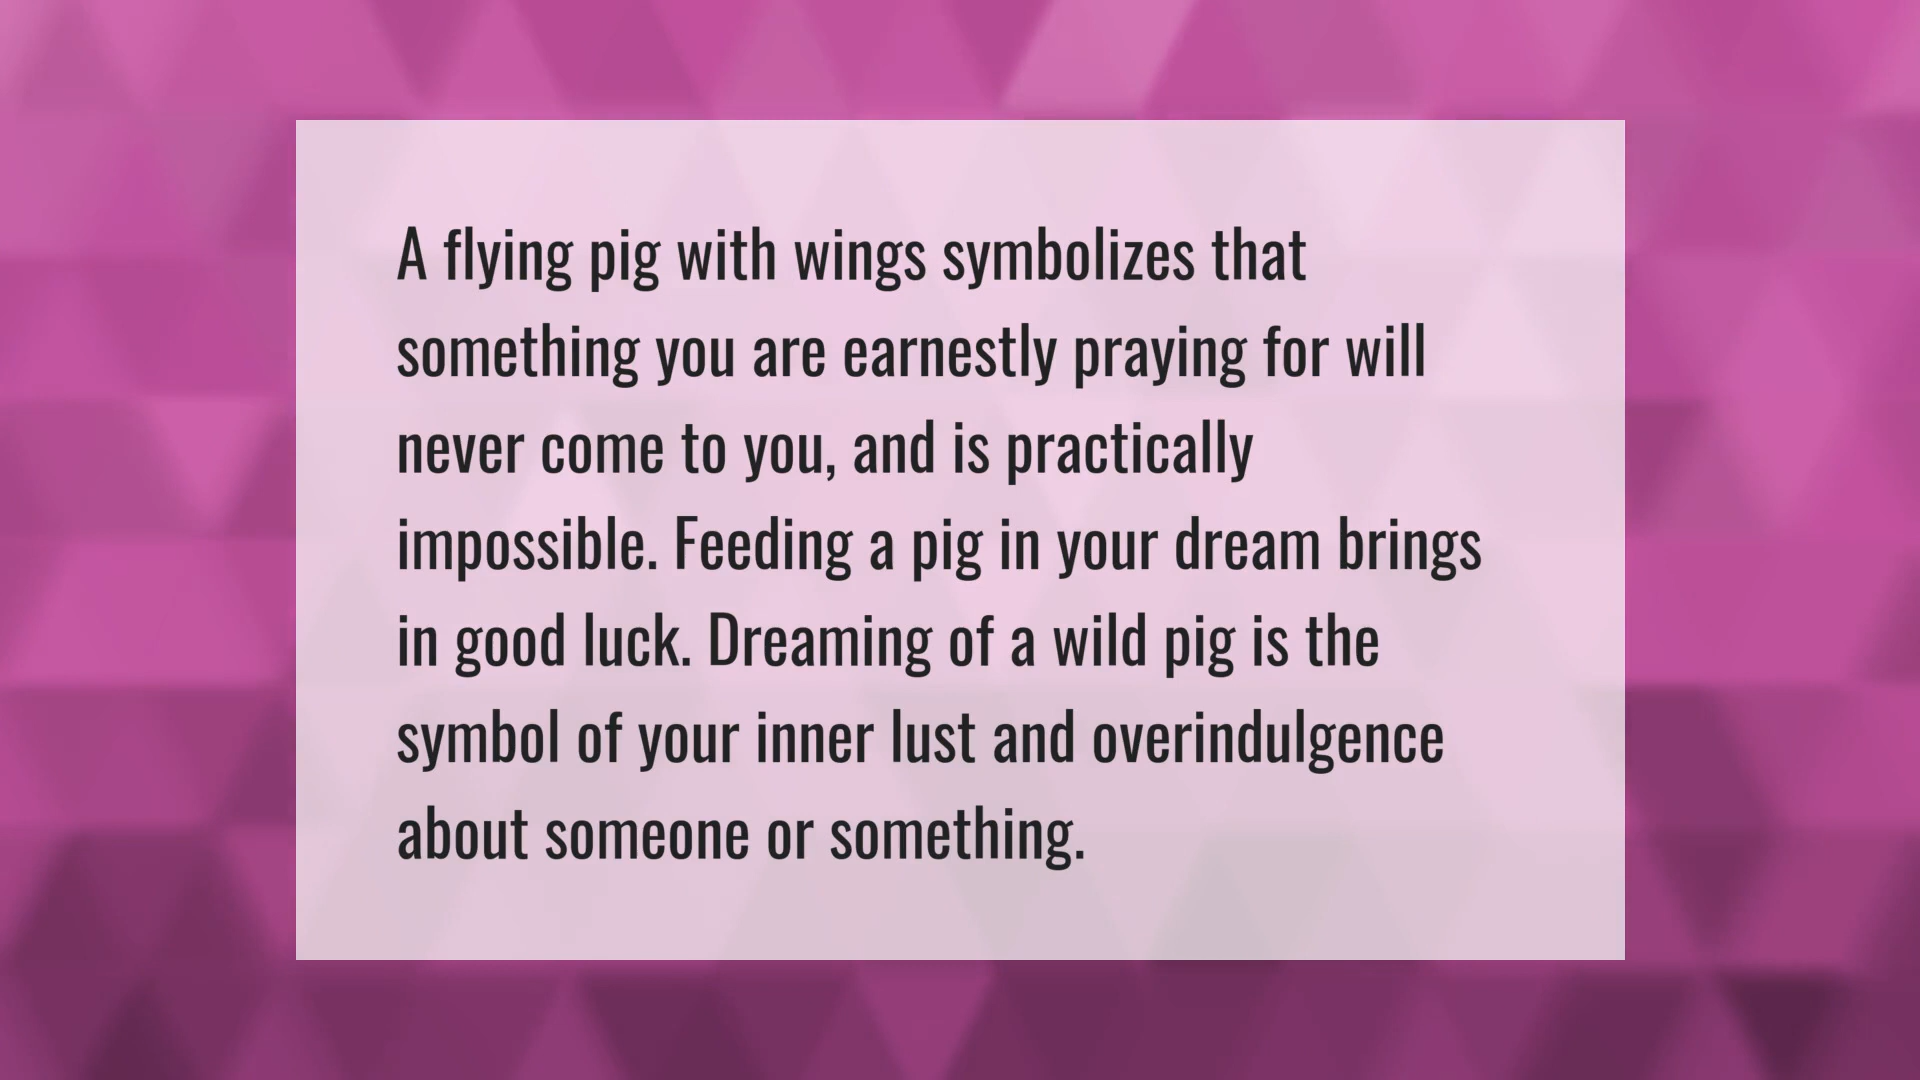 A flying pig with wings symbolizes that
something you are earnestly praying for will
never come to you, and is practically
impossible. Feeding a pig in your dream brings
in good luck. Dreaming of a wild pig is the
symbol of your inner lust and overindulgence
about someone or something.